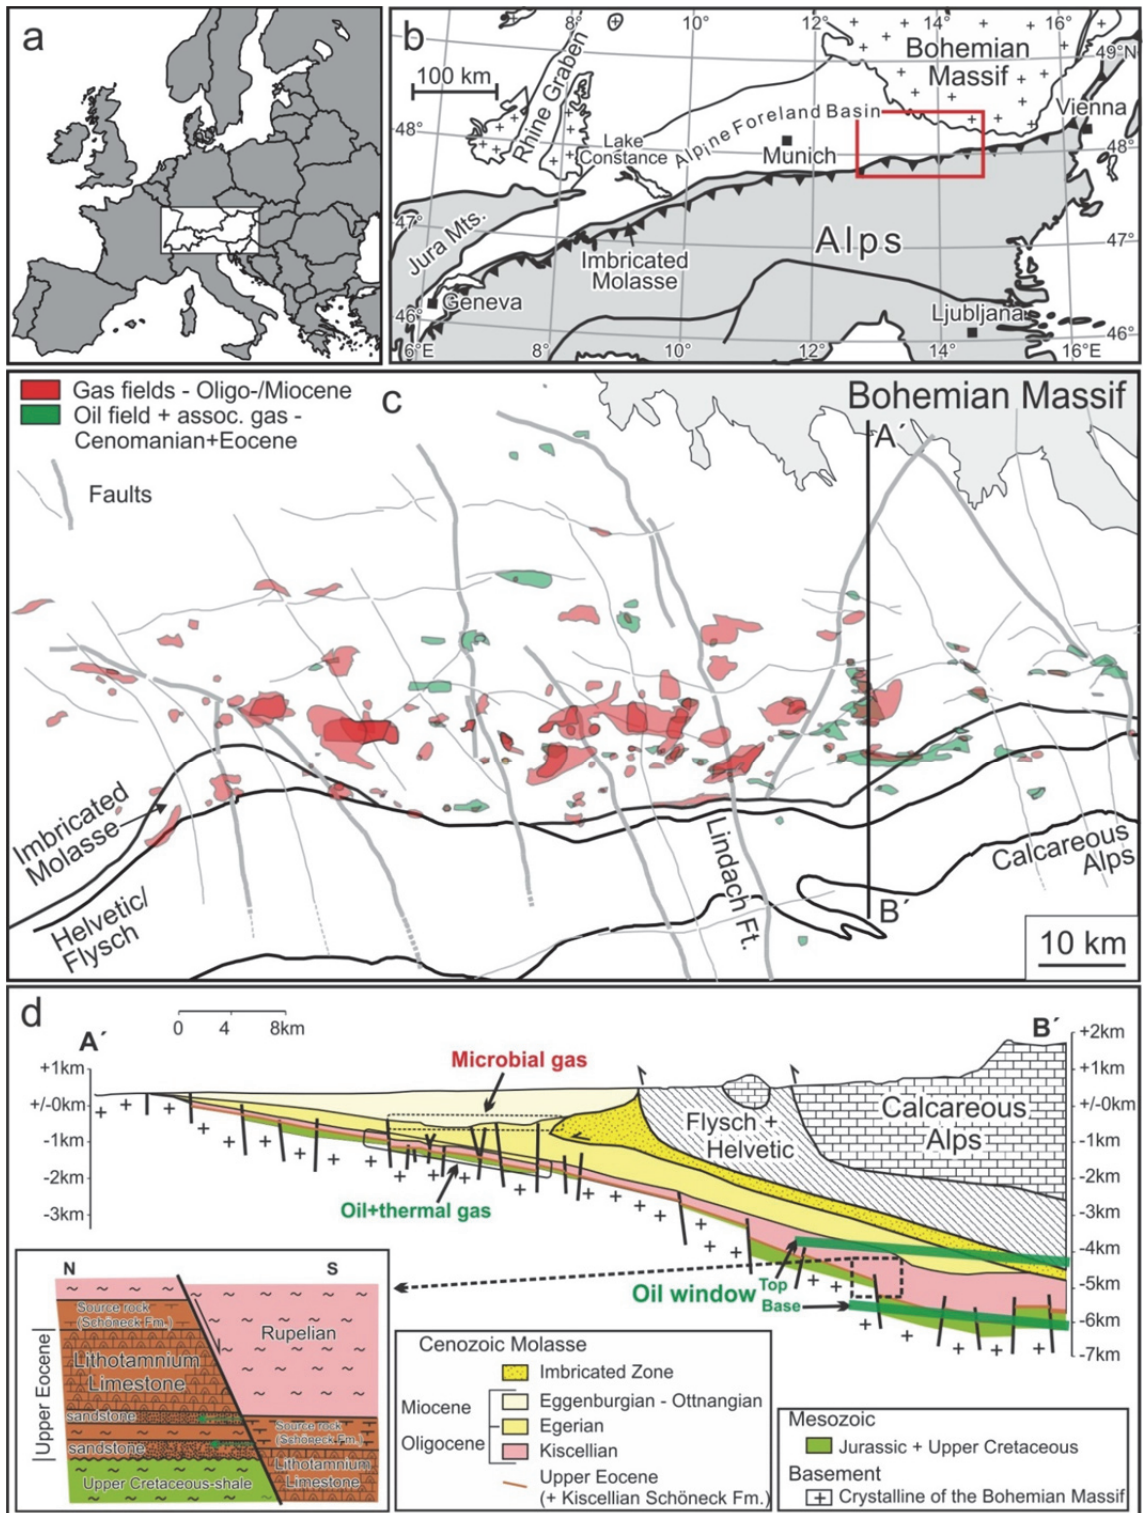 a
b
8°
10°
12°
14°
16°
49°N
100 km
Rhine Graben
Bohemian
Massif
Vienna
48°
48°
Lake
Constance
Alpine Foreland Basin
Munich
47°
47°
Jura Mts.
Imbricated
Molasse
Alps
Geneva
Ljubljana
46°
46°
6°E
8°
10°
12°
14°
16°E
Gas fields - Oligo-/Miocene
Oil field + assoc. gas -
Cenomanian+Eocene
c
Bohemian Massif
A´
Faults
Imbricated
Molasse
Helvetic/
Flysch
Lindach Ft.
Calcareous
Alps
B´
10 km
d
0 4 8km
A´
B´
+2km
+1km
+1km
+/-0km
+/-0km
-1km
-1km
-2km
-2km
-3km
-3km
-4km
-5km
-6km
-7km
Microbial gas
Flysch +
Helvetic
Calcareous
Alps
Oil+thermal gas
Oil window
Top
Base
N
S
Upper Eocene
Source rock
(Schöneck Fm.)
Rupelian
Lithotamnium
Limestone
sandstone
sandstone
Source rock
(Schöneck Fm.)
Lithotamnium
Limestone
Upper Cretaceous-shale
Cenozoic Molasse
Imbricated Zone
Miocene
Eggenburgian - Ottnangian
Egerian
Oligocene
Kiscellian
Upper Eocene
(+ Kiscellian Schöneck Fm.)
Mesozoic
Jurassic + Upper Cretaceous
Basement
Crystalline of the Bohemian Massif